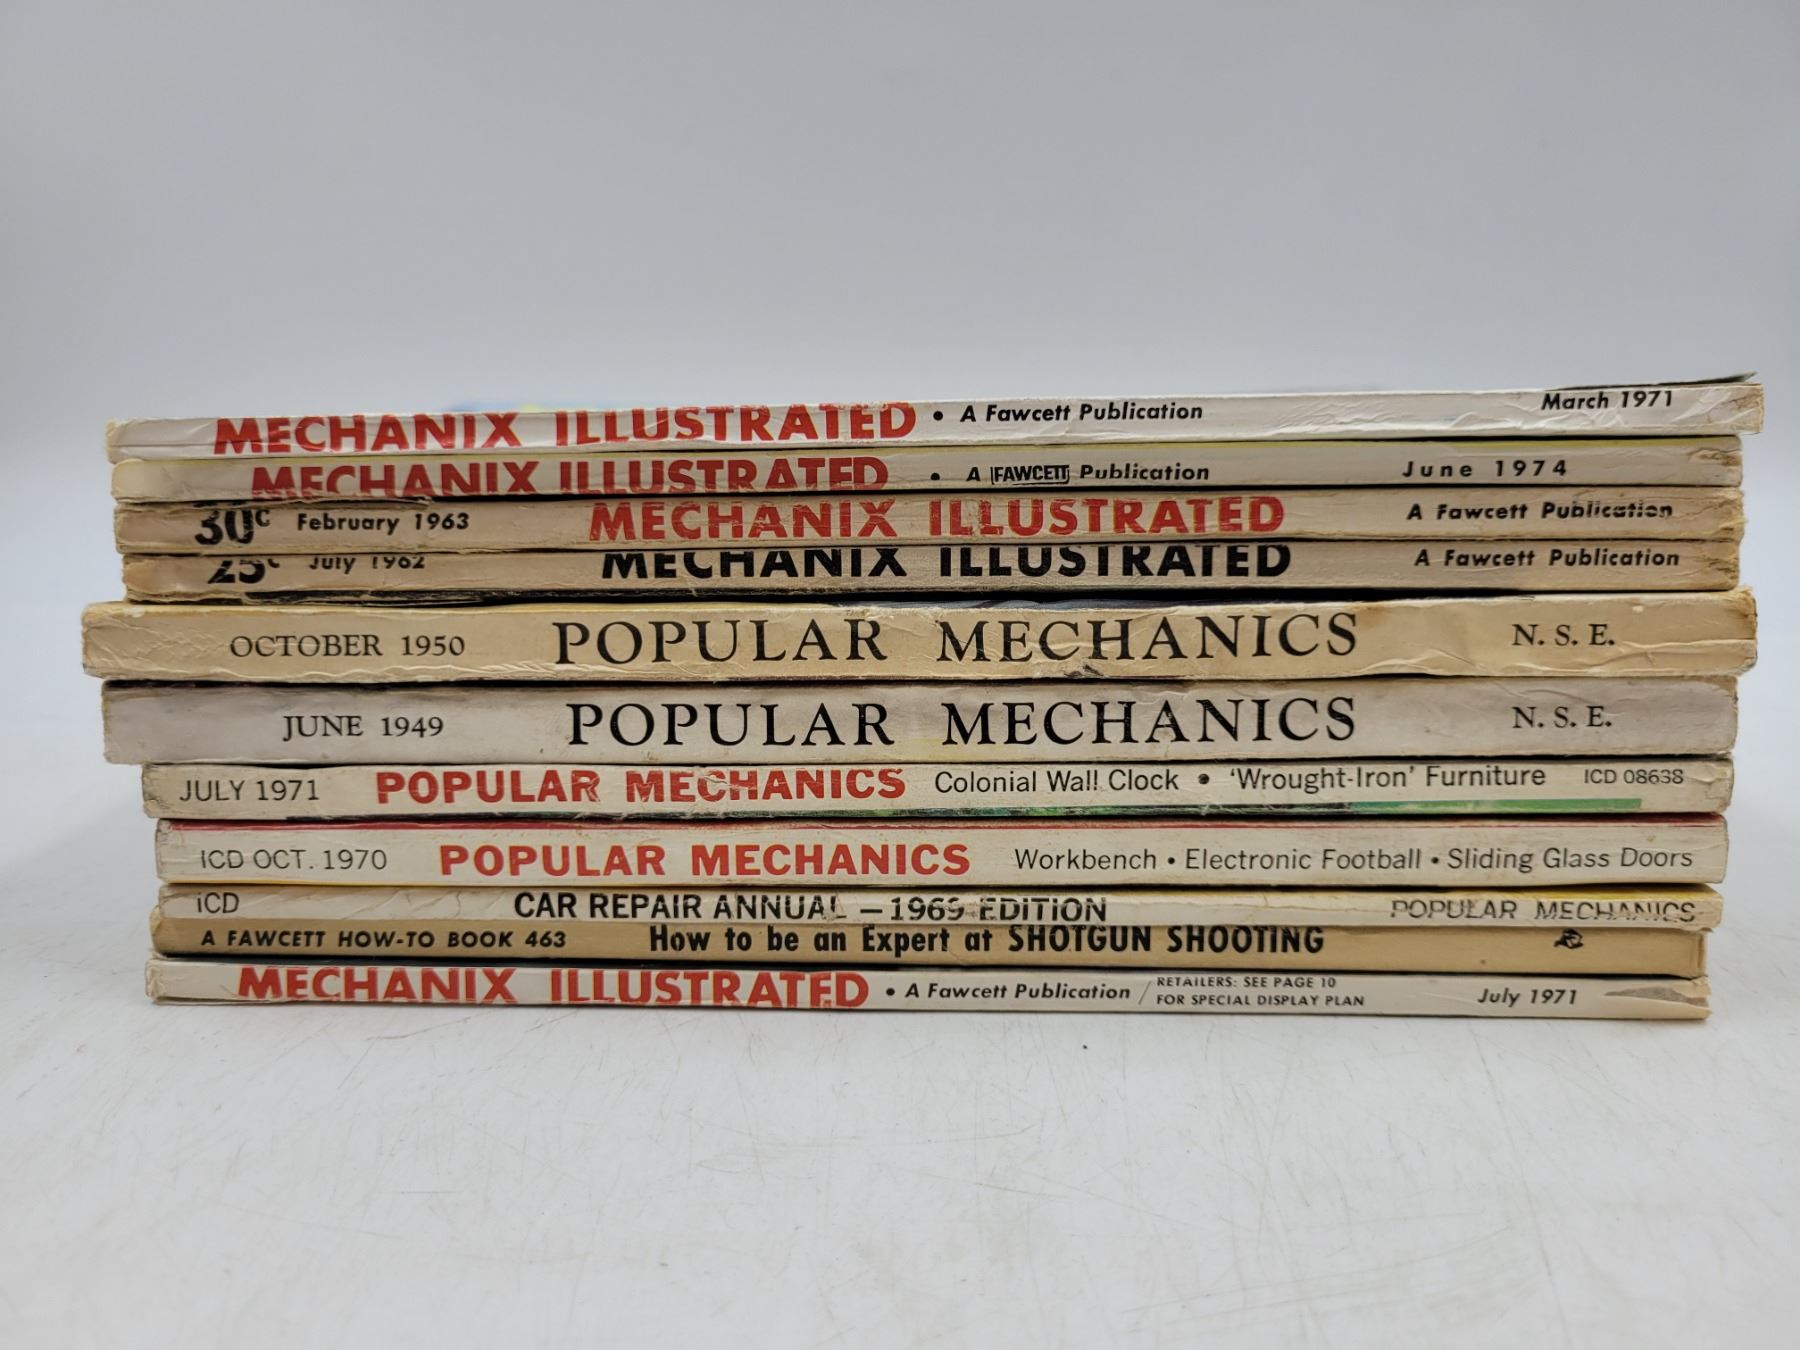 MECHANIX ILLUSTRATED • A Fawcett Publication March 1971
MECHANIX ILLUSTRATED • A FAWCETT Publication June 1974
30c February 1963 MECHANIX ILLUSTRATED A Fawcett Publication
25c July 1962 MECHANIX ILLUSTRATED A Fawcett Publication
OCTOBER 1950 POPULAR MECHANICS N. S. E.
JUNE 1949 POPULAR MECHANICS N. S. E.
JULY 1971 POPULAR MECHANICS Colonial Wall Clock • 'Wrought-Iron' Furniture ICD 08638
ICD OCT. 1970 POPULAR MECHANICS Workbench • Electronic Football • Sliding Glass Doors
ICD CAR REPAIR ANNUAL — 1969 EDITION POPULAR MECHANICS
A FAWCETT HOW-TO BOOK 463 How to be an Expert at SHOTGUN SHOOTING
MECHANIX ILLUSTRATED • A Fawcett Publication / RETAILERS: SEE PAGE 10
FOR SPECIAL DISPLAY PLAN July 1971